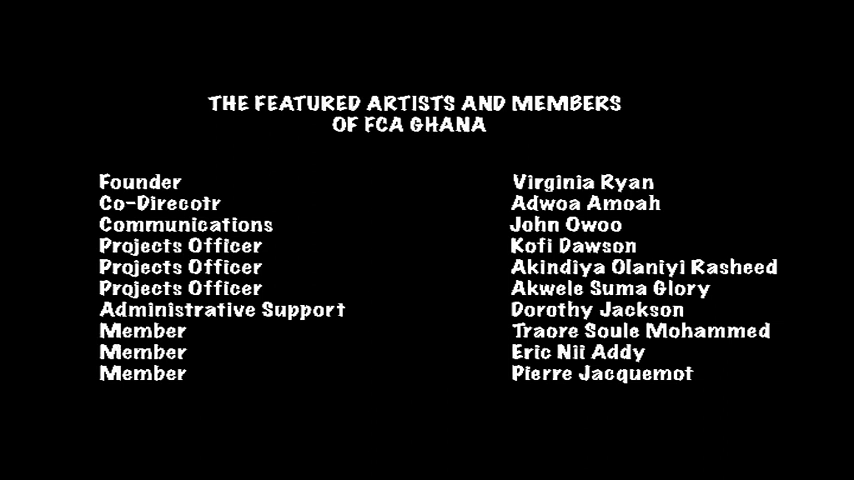 THE FEATURED ARTISTS AND MEMBERS
OF FCA GHANA
Founder Virginia Ryan
Co-Direcotr Adwoa Amoah
Communications John Owoo
Projects Officer Kofi Dawson
Projects Officer Akindiya Olaniyi Rasheed
Projects Officer Akwele Suma Glory
Administrative Support Dorothy Jackson
Member Traore Soule Mohammed
Member Eric Nii Addy
Member Pierre Jacquemot